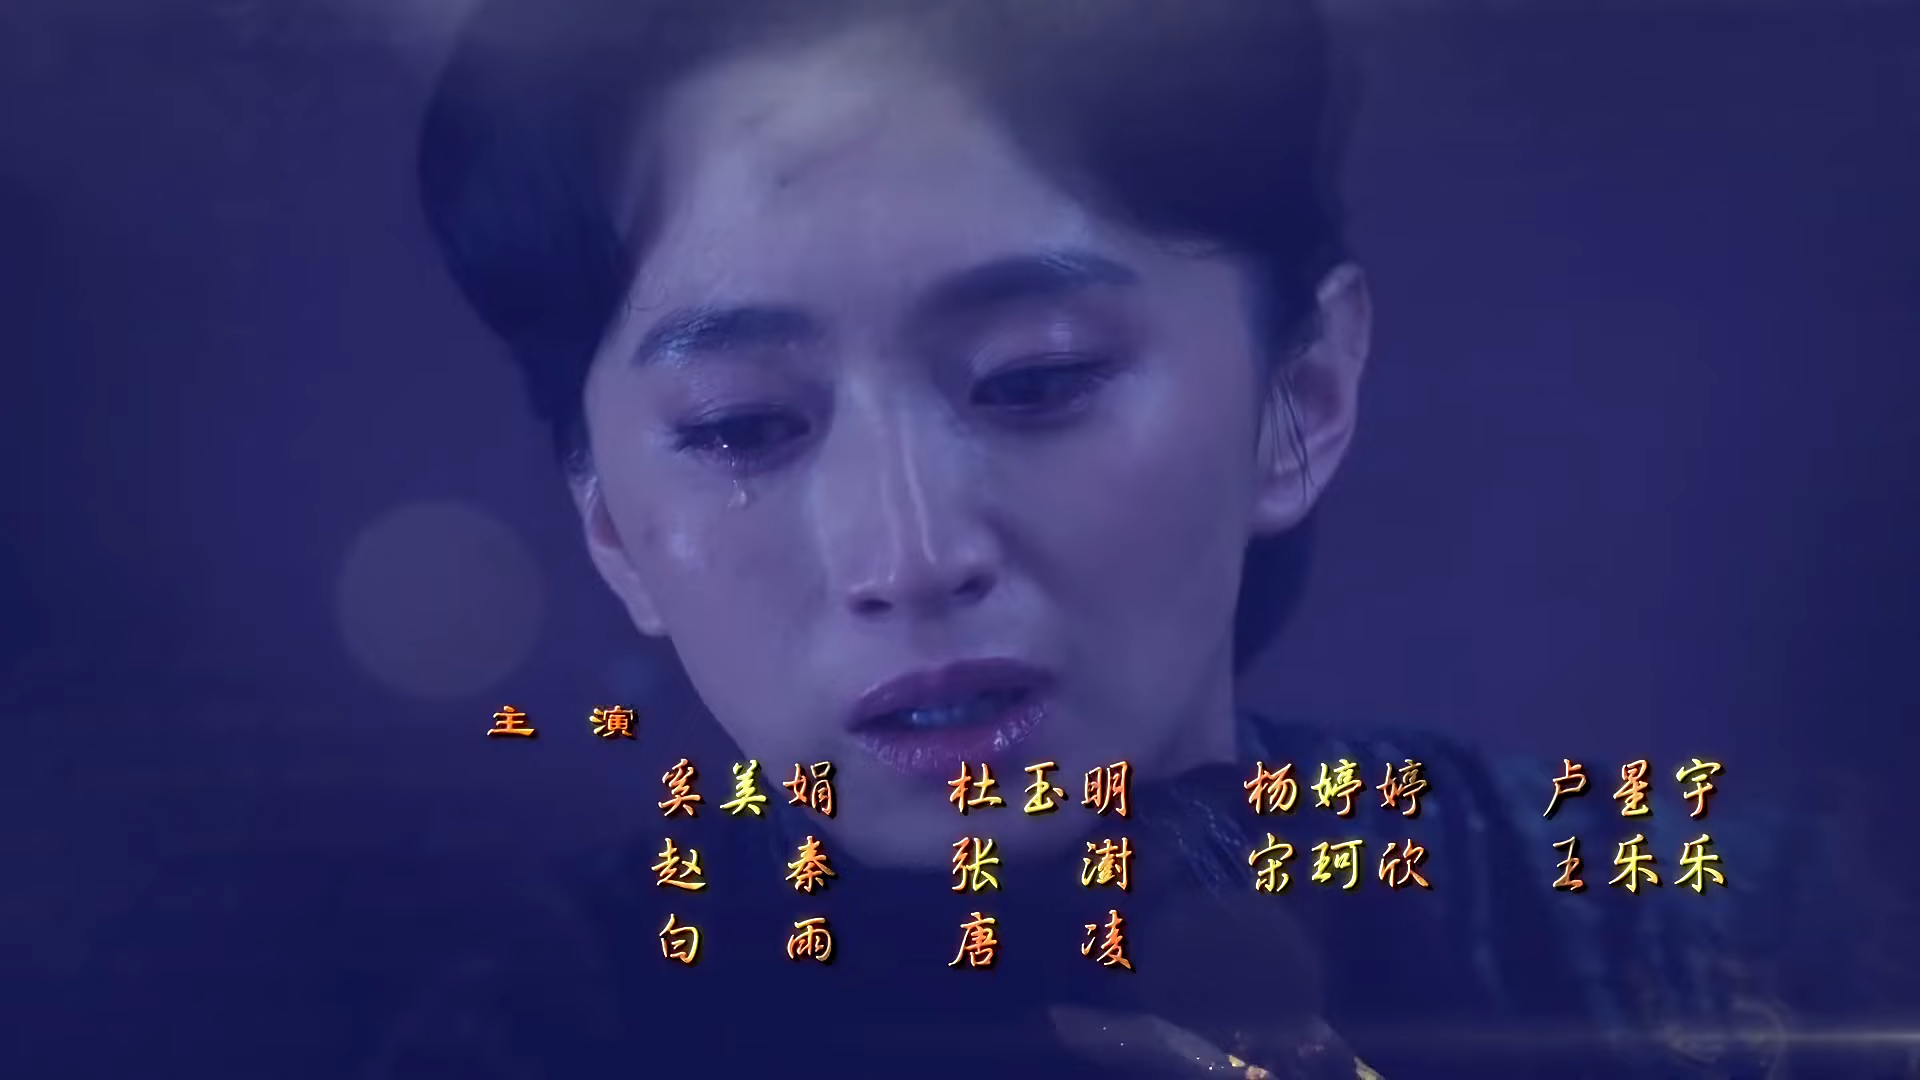 主演
奚美娟 杜玉明 杨婷婷 卢星宇
赵秦 张澍 宋珂欣 王乐乐
白雨 唐凌